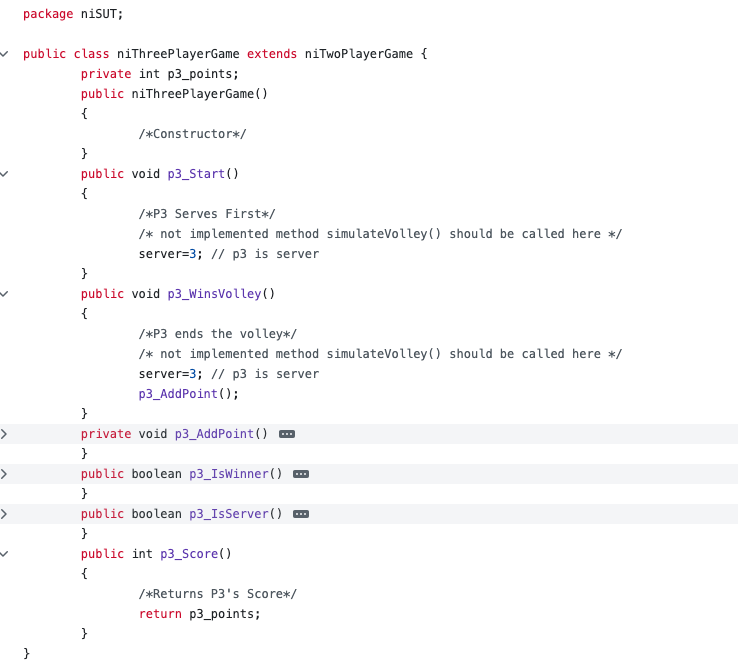 package niSUT;
public class niThreePlayerGame extends niTwoPlayerGame {
private int p3_points;
public niThreePlayerGame()
{
/*Constructor*/
}
public void p3_Start()
{
/*P3 Serves First*/
/* not implemented method simulateVolley() should be called here */
server=3; // p3 is server
}
public void p3_WinsVolley()
{
/*P3 ends the volley*/
/* not implemented method simulateVolley() should be called here */
server=3; // p3 is server
p3_AddPoint();
}
private void p3_AddPoint() ...
}
public boolean p3_IsWinner() ...
}
public boolean p3_IsServer() ...
}
public int p3_Score()
{
/*Returns P3's Score*/
return p3_points;
}
}